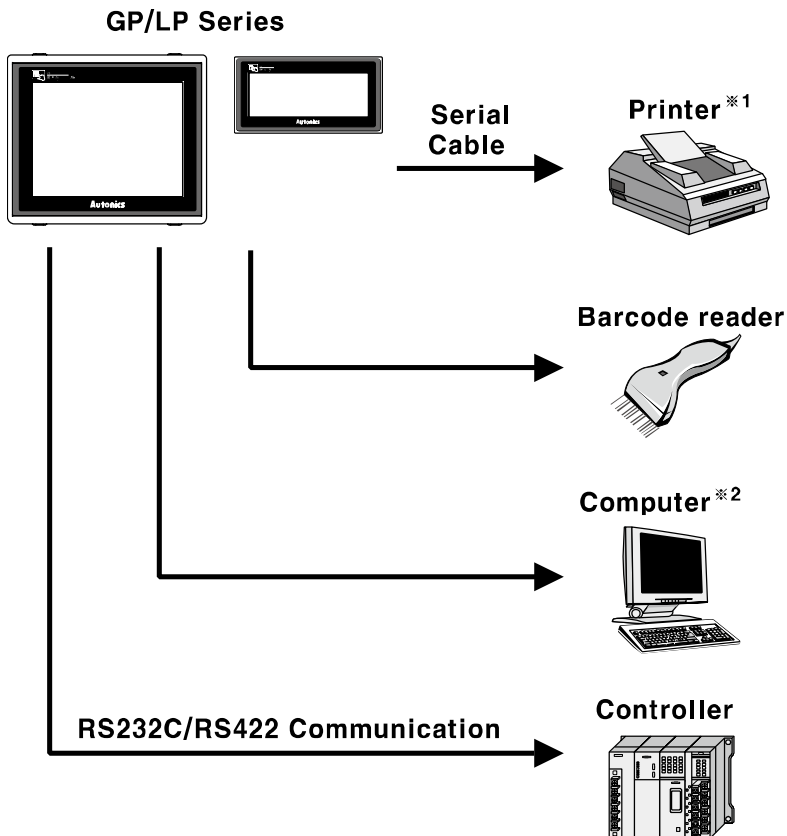 GP/LP Series
Autonics
Autonics
Serial
Cable
Printer※1
Barcode reader
Computer※2
RS232C/RS422 Communication
Controller